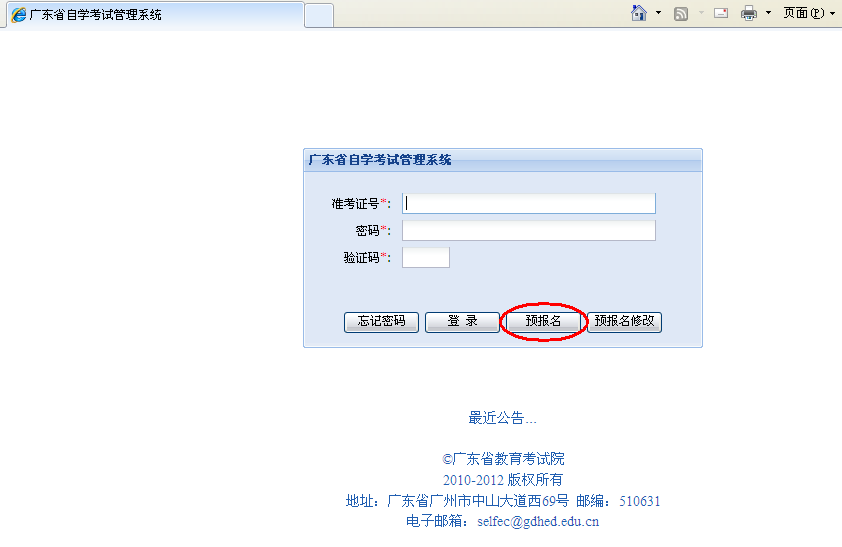 广东省自学考试管理系统
页面(P)
广东省自学考试管理系统
准考证号*:
密码*:
验证码*:
忘记密码 登 录 预报名 预报名修改
最近公告...
©广东省教育考试院
2010-2012 版权所有
地址：广东省广州市中山大道西69号 邮编：510631
电子邮箱：selfec@gdhed.edu.cn